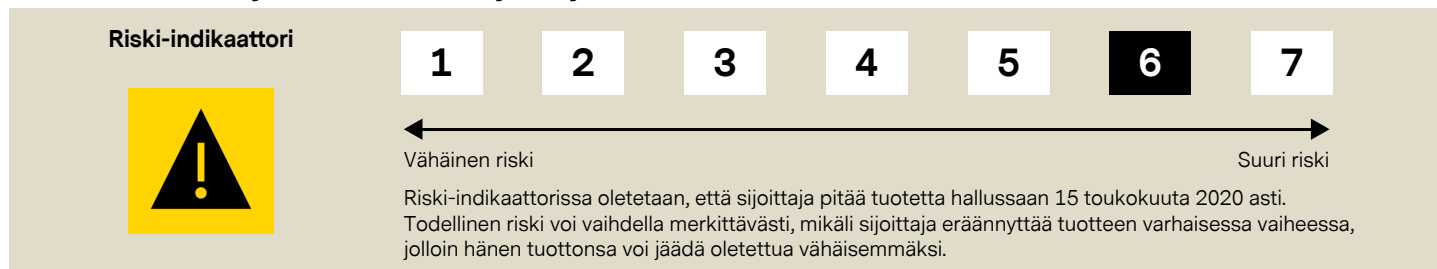 Riski-indikaattori
1 2 3 4 5 6 7
Vähäinen riski Suuri riski
Riski-indikaattorissa oletetaan, että sijoittaja pitää tuotetta hallussaan 15 toukokuuta 2020 asti.
Todellinen riski voi vaihdella merkittävästi, mikäli sijoittaja eräännyttää tuotteen varhaisessa vaiheessa,
jolloin hänen tuottonsa voi jäädä oletettua vähäisemmäksi.